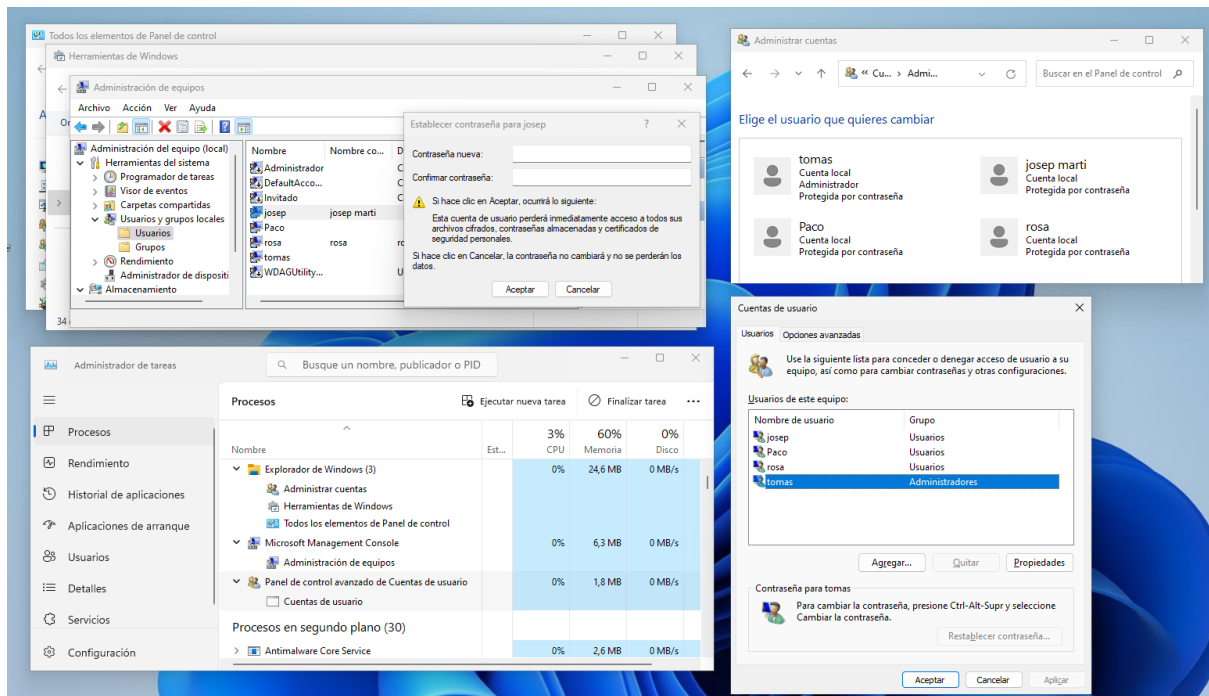 Todos los elementos de Panel de control
Herramientas de Windows
Administración de equipos
Archivo Acción Ver Ayuda
Administración del equipo (local)
Herramientas del sistema
Programador de tareas
Visor de eventos
Carpetas compartidas
Usuarios y grupos locales
Usuarios
Grupos
Rendimiento
Administrador de dispositi
Almacenamiento
Nombre Nombre co... D
Administrador C
DefaultAcco... C
Invitado C
josep josep marti
Paco
rosa rosa ro
tomas
WDAGUtility... U
34
Establecer contraseña para josep
Contraseña nueva:
Confirmar contraseña:
Si hace clic en Aceptar, ocurrirá lo siguiente:
Esta cuenta de usuario perderá inmediatamente acceso a todos sus
archivos cifrados, contraseñas almacenadas y certificados de
seguridad personales.
Si hace clic en Cancelar, la contraseña no cambiará y no se perderán los
datos.
Aceptar Cancelar
Administrar cuentas
« Cu... › Admi...
Buscar en el Panel de control
Elige el usuario que quieres cambiar
tomas
Cuenta local
Administrador
Protegida por contraseña
josep marti
Cuenta local
Protegida por contraseña
Paco
Cuenta local
Protegida por contraseña
rosa
Cuenta local
Protegida por contraseña
Administrador de tareas
Busque un nombre, publicador o PID
Procesos
Rendimiento
Historial de aplicaciones
Aplicaciones de arranque
Usuarios
Detalles
Servicios
Configuración
Procesos Ejecutar nueva tarea Finalizar tarea ...
3% 60% 0%
Nombre Est... CPU Memoria Disco
Explorador de Windows (3) 0% 24,6 MB 0 MB/s
Administrar cuentas
Herramientas de Windows
Todos los elementos de Panel de control
Microsoft Management Console 0% 6,3 MB 0 MB/s
Administración de equipos
Panel de control avanzado de Cuentas de usuario 0% 1,8 MB 0 MB/s
Cuentas de usuario
Procesos en segundo plano (30)
Antimalware Core Service 0% 2,6 MB 0 MB/s
Cuentas de usuario
Usuarios Opciones avanzadas
Use la siguiente lista para conceder o denegar acceso de usuario a su
equipo, así como para cambiar contraseñas y otras configuraciones.
Usuarios de este equipo:
Nombre de usuario Grupo
josep Usuarios
Paco Usuarios
rosa Usuarios
tomas Administradores
Agregar... Quitar Propiedades
Contraseña para tomas
Para cambiar la contraseña, presione Ctrl-Alt-Supr y seleccione
Cambiar la contraseña.
Restablecer contraseña...
Aceptar Cancelar Aplicar